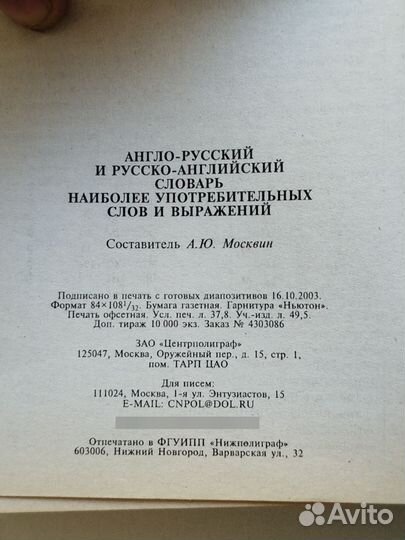 АНГЛО-РУССКИЙ
И РУССКО-АНГЛИЙСКИЙ
СЛОВАРЬ
НАИБОЛЕЕ УПОТРЕБИТЕЛЬНЫХ
СЛОВ И ВЫРАЖЕНИЙ
Составитель А.Ю. Москвин
Подписано в печать с готовых диапозитивов 16.10.2003.
Формат 84×108¹/₃₂. Бумага газетная. Гарнитура «Ньютон».
Печать офсетная. Усл. печ. л. 37,8. Уч.-изд. л. 49,5.
Доп. тираж 10 000 экз. Заказ № 4303086
ЗАО «Центрполиграф»
125047, Москва, Оружейный пер., д. 15, стр. 1,
пом. ТАРП ЦАО
Для писем:
111024, Москва, 1-я ул. Энтузиастов, 15
E-MAIL: CNPOL@DOL.RU
Отпечатано в ФГУИПП «Нижполиграф»
603006, Нижний Новгород, Варварская ул., 32
Avito